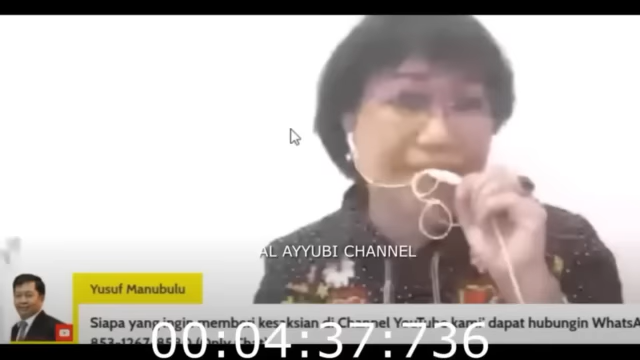 AL AYYUBI CHANNEL
Yusuf Manubulu
Siapa yang ingin memberi kesaksian di Channel YouTube kami" dapat hubungin WhatsA
00:04:37:736